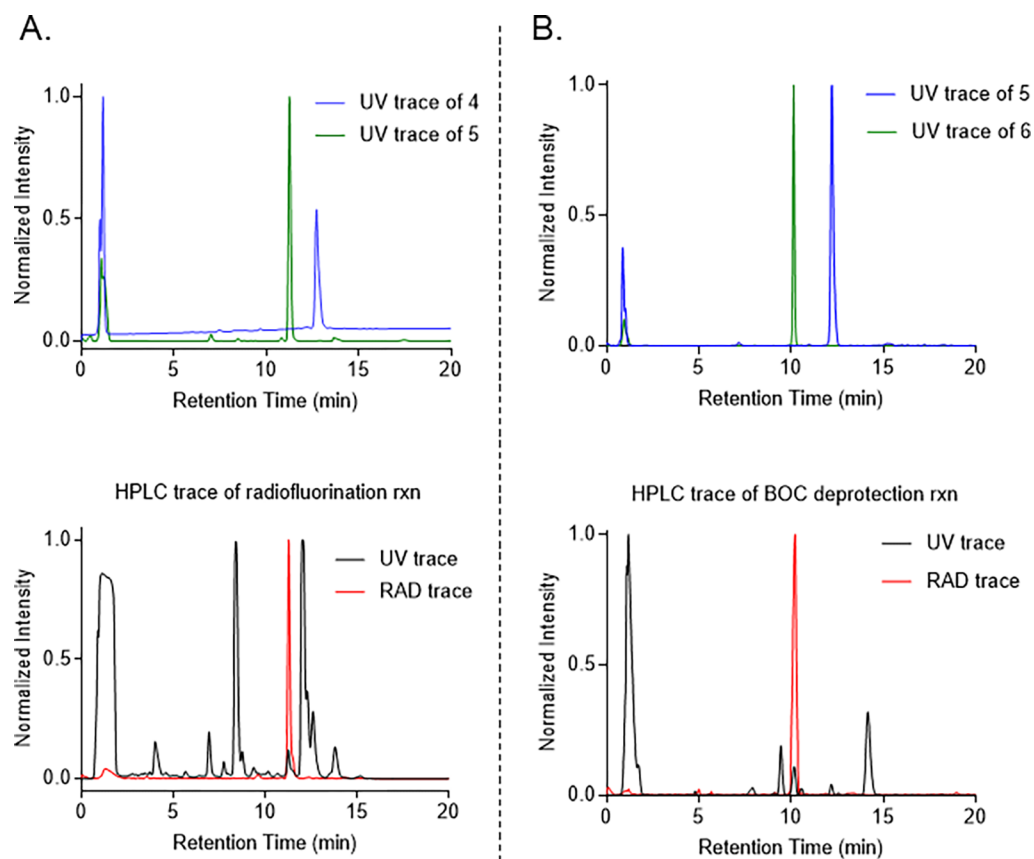 A.
1.0
0.5
0.0
Normalized Intensity
UV trace of 4
UV trace of 5
0 5 10 15 20
Retention Time (min)
HPLC trace of radiofluorination rxn
1.0
0.5
0.0
Normalized Intensity
UV trace
RAD trace
0 5 10 15 20
Retention Time (min)
B.
1.0
0.5
0.0
Normalized Intensity
UV trace of 5
UV trace of 6
0 5 10 15 20
Retention Time (min)
HPLC trace of BOC deprotection rxn
1.0
0.5
0.0
Normalized Intensity
UV trace
RAD trace
0 5 10 15 20
Retention Time (min)